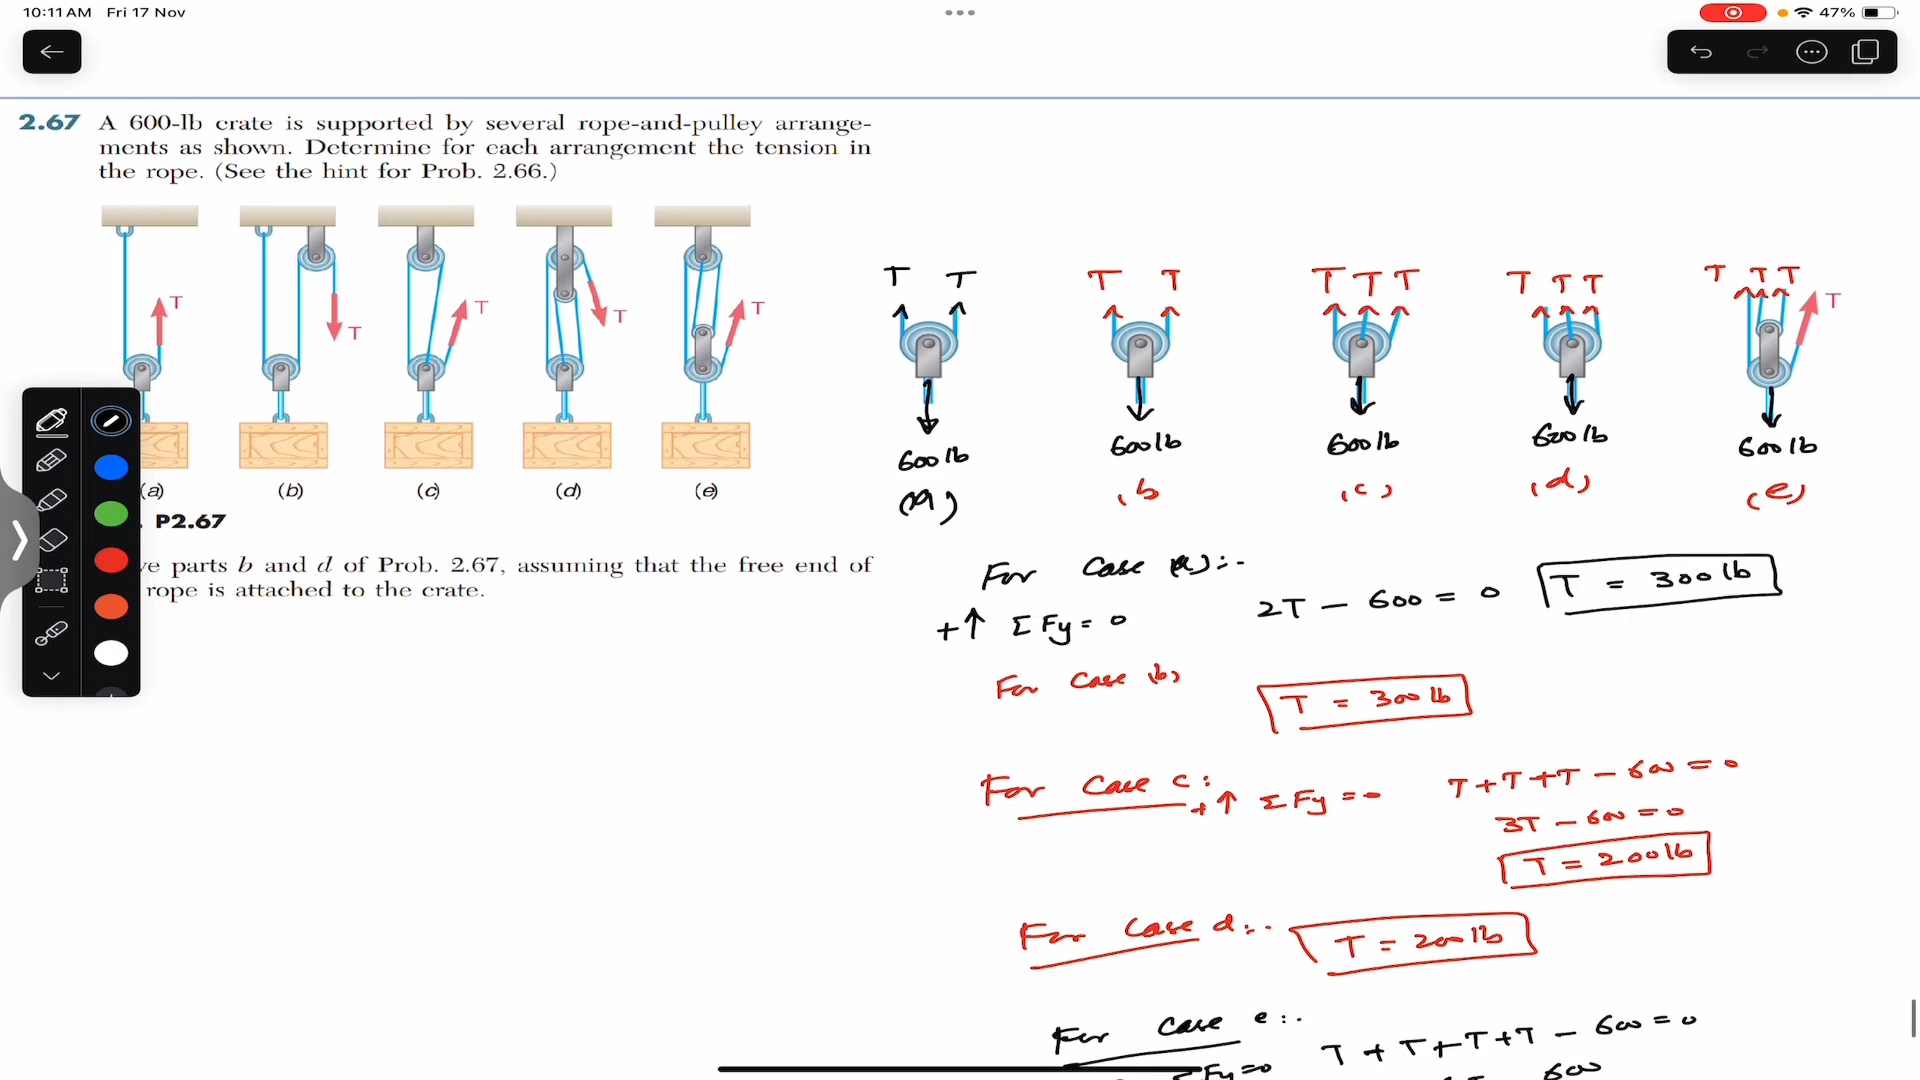 10:11 AM Fri 17 Nov
47%
2.67 A 600-lb crate is supported by several rope-and-pulley arrange-
ments as shown. Determine for each arrangement the tension in
the rope. (See the hint for Prob. 2.66.)
T
T
T
T
T
(a) (b) (c) (d) (e)
P2.67
ve parts b and d of Prob. 2.67, assuming that the free end of
rope is attached to the crate.
T T
T T
T T T
T T T
T T T T
600 lb
600 lb
600 lb
600 lb
600 lb
(a)
(b
(c)
(d)
(e)
For Case (a):-.
+↑ ΣFy = 0 2T - 600 = 0 T = 300 lb
For Case (b)
T = 300 lb
For Case c:
+↑ ΣFy = 0 T+T+T - 600 = 0
3T - 600 = 0
T = 200 lb
For Case d:-. T = 200 lb
For Case e:-.
ΣFy=0 T + T + T + T - 600 = 0
600